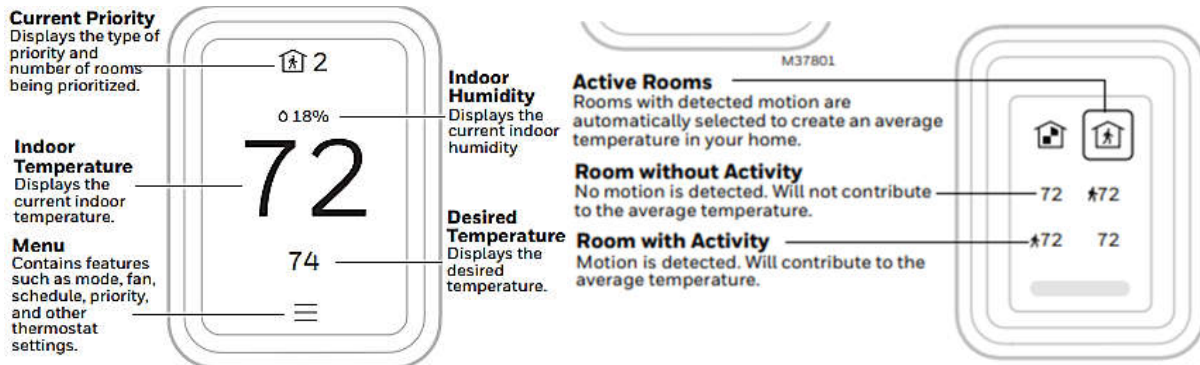 Current Priority
Displays the type of
priority and
number of rooms
being prioritized.
2
18%
Indoor
Humidity
Displays the
current indoor
humidity
Indoor
Temperature
Displays the
current indoor
temperature.
72
Desired
Temperature
Displays the
desired
temperature.
74
Menu
Contains features
such as mode, fan,
schedule, priority,
and other
thermostat
settings.
M37801
Active Rooms
Rooms with detected motion are
automatically selected to create an average
temperature in your home.
Room without Activity
No motion is detected. Will not contribute
to the average temperature.
72 72
Room with Activity
Motion is detected. Will contribute to the
average temperature.
72 72